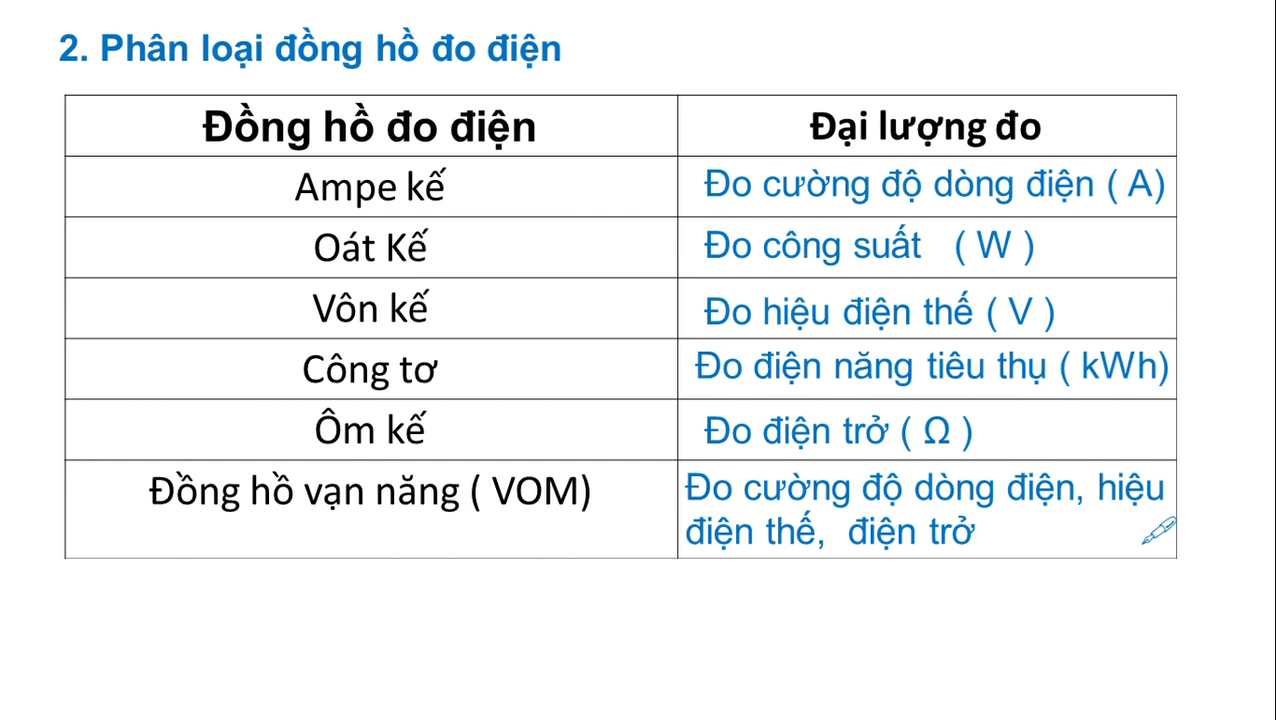 2. Phân loại đồng hồ đo điện
Đồng hồ đo điện
Đại lượng đo
Ampe kế
Đo cường độ dòng điện ( A)
Oát Kế
Đo công suất ( W )
Vôn kế
Đo hiệu điện thế ( V )
Công tơ
Đo điện năng tiêu thụ ( kWh)
Ôm kế
Đo điện trở ( Ω )
Đồng hồ vạn năng ( VOM)
Đo cường độ dòng điện, hiệu
điện thế, điện trở